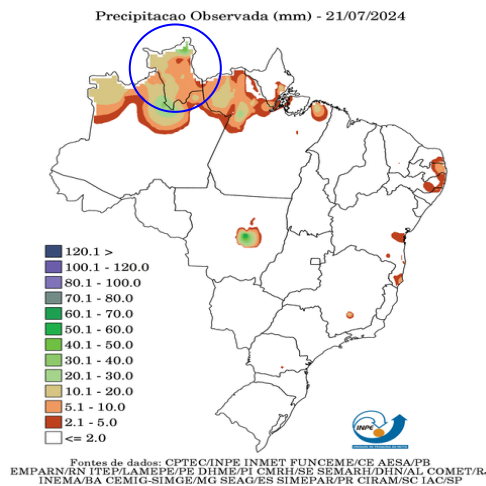 Precipitacao Observada (mm) - 21/07/2024
120.1 >
100.1 - 120.0
80.1 - 100.0
70.1 - 80.0
60.1 - 70.0
50.1 - 60.0
40.1 - 50.0
30.1 - 40.0
20.1 - 30.0
10.1 - 20.0
5.1 - 10.0
2.1 - 5.0
<= 2.0
INPE
Fontes de dados: CPTEC/INPE INMET FUNCEME/CE AESA/PB
EMPARN/RN ITEP/LAMEPE/PE DHME/PI CMRH/SE SEMARH/DHN/AL COMET/R
INEMA/BA CEMIG-SIMGE/MG SEAG/ES SIMEPAR/PR CIRAM/SC IAC/SP